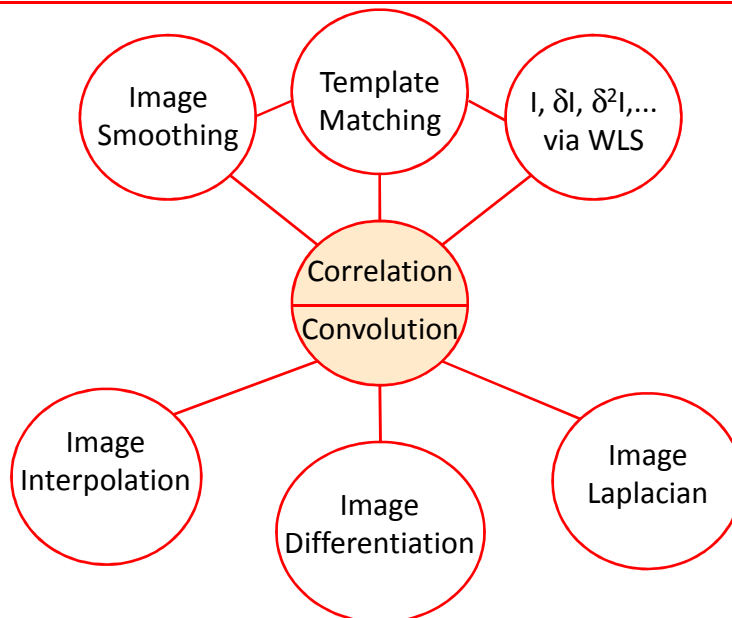 Image
Smoothing
Template
Matching
I, δI, δ²I,...
via WLS
Correlation
Convolution
Image
Interpolation
Image
Differentiation
Image
Laplacian